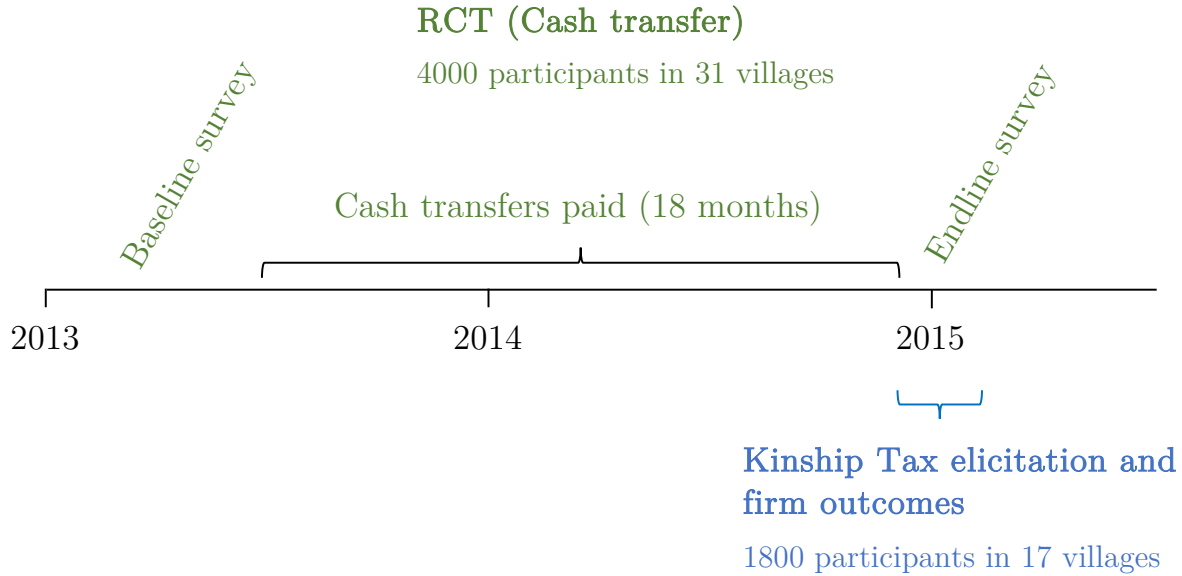 RCT (Cash transfer)
4000 participants in 31 villages
Baseline survey
Endline survey
Cash transfers paid (18 months)
2013
2014
2015
Kinship Tax elicitation and
firm outcomes
1800 participants in 17 villages